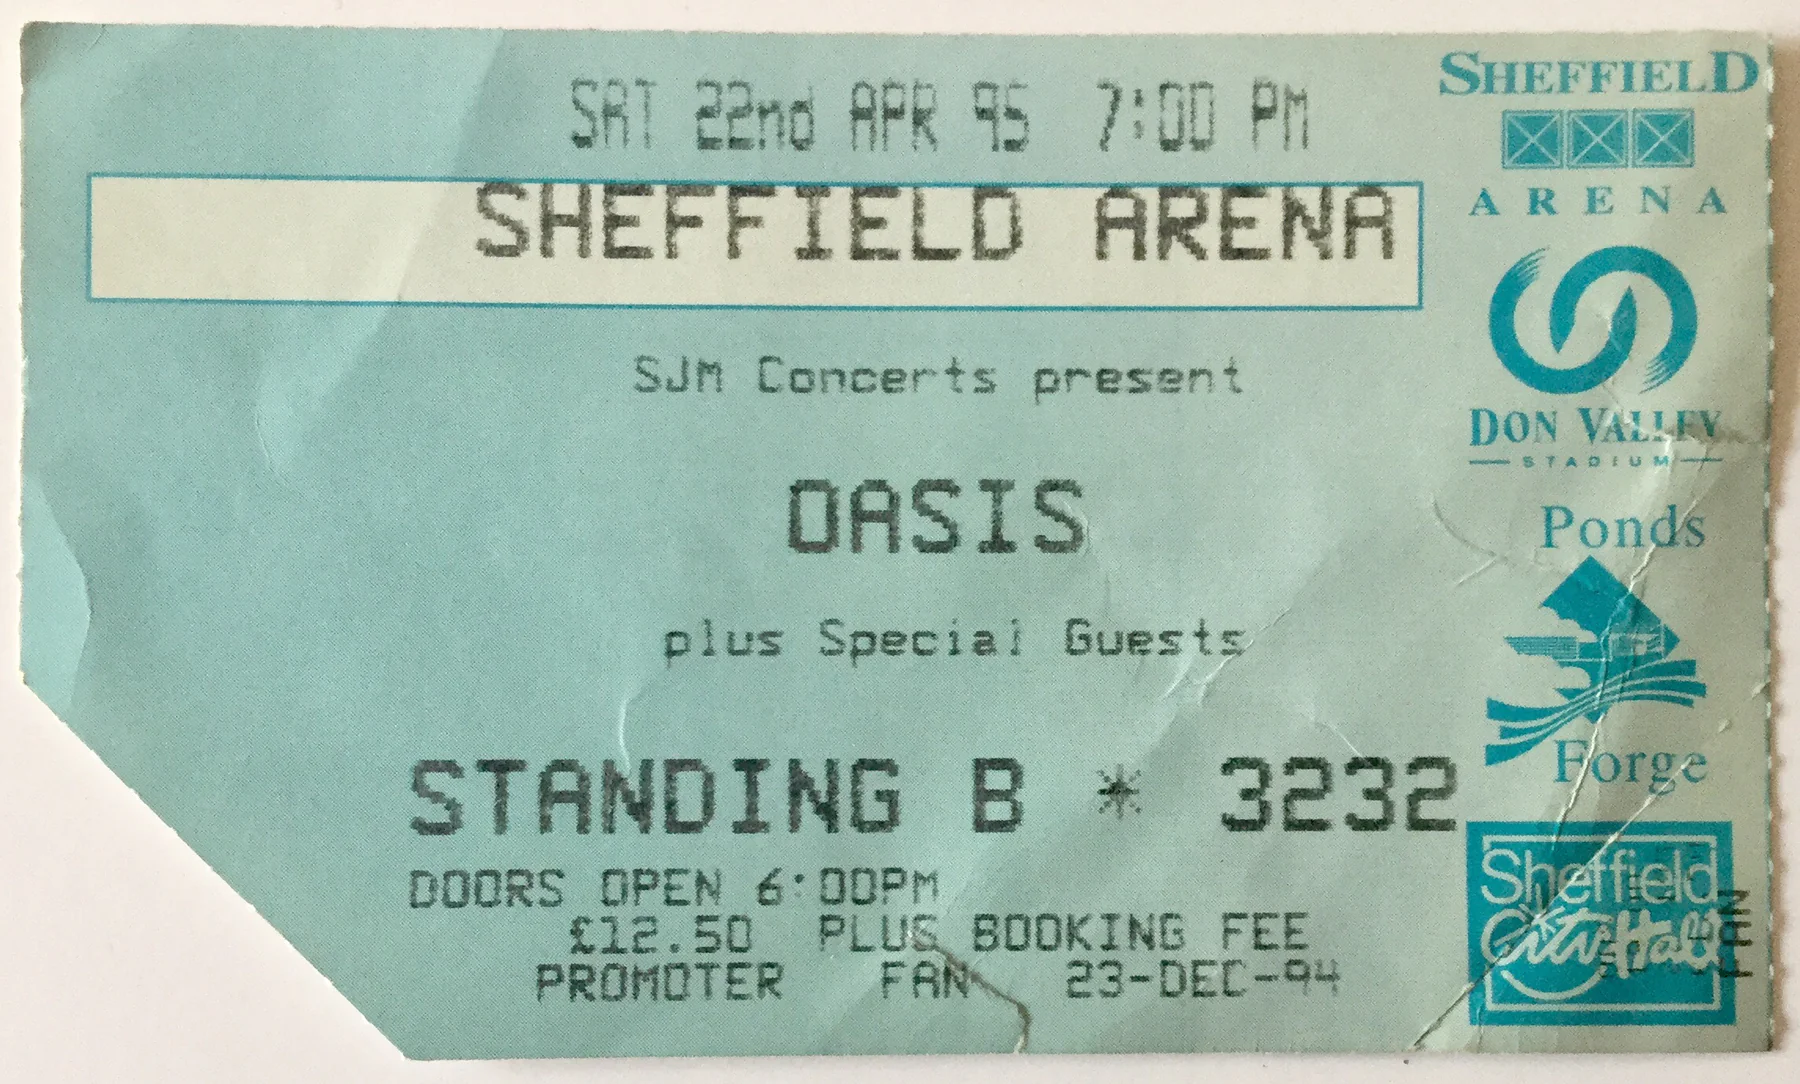 SAT 22nd APR 95 7:00 PM
SHEFFIELD ARENA
SJM Concerts present
OASIS
plus Special Guests
STANDING B * 3232
DOORS OPEN 6:00PM
£12.50 PLUS BOOKING FEE
PROMOTER FAN 23-DEC-94
SHEFFIELD
ARENA
DON VALLEY
STADIUM
Ponds
Forge
Sheffield
City Hall
FAN